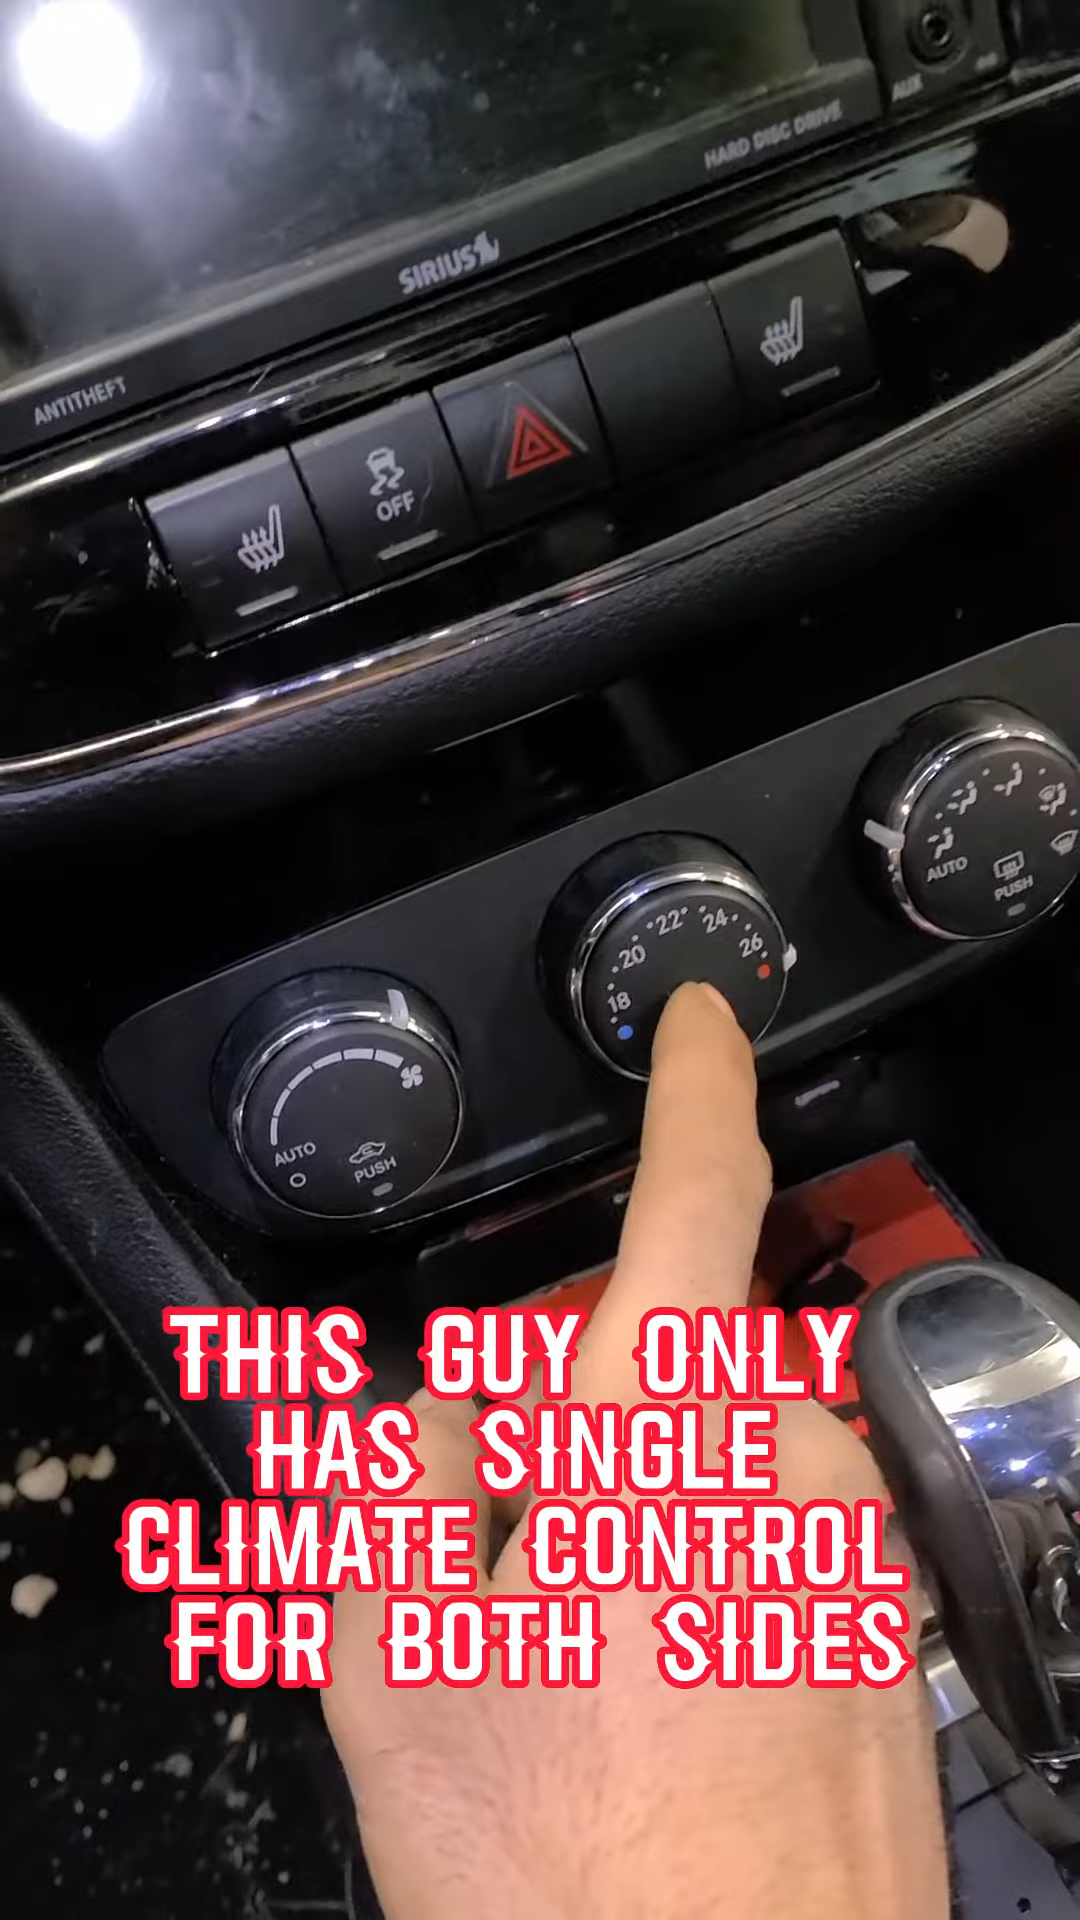 AUX
HARD DISC DRIVE
SIRIUS
ANTITHEFT
OFF
AUTO
PUSH
18 20 22 24 26
AUTO
PUSH
THIS GUY ONLY
HAS SINGLE
CLIMATE CONTROL
FOR BOTH SIDES